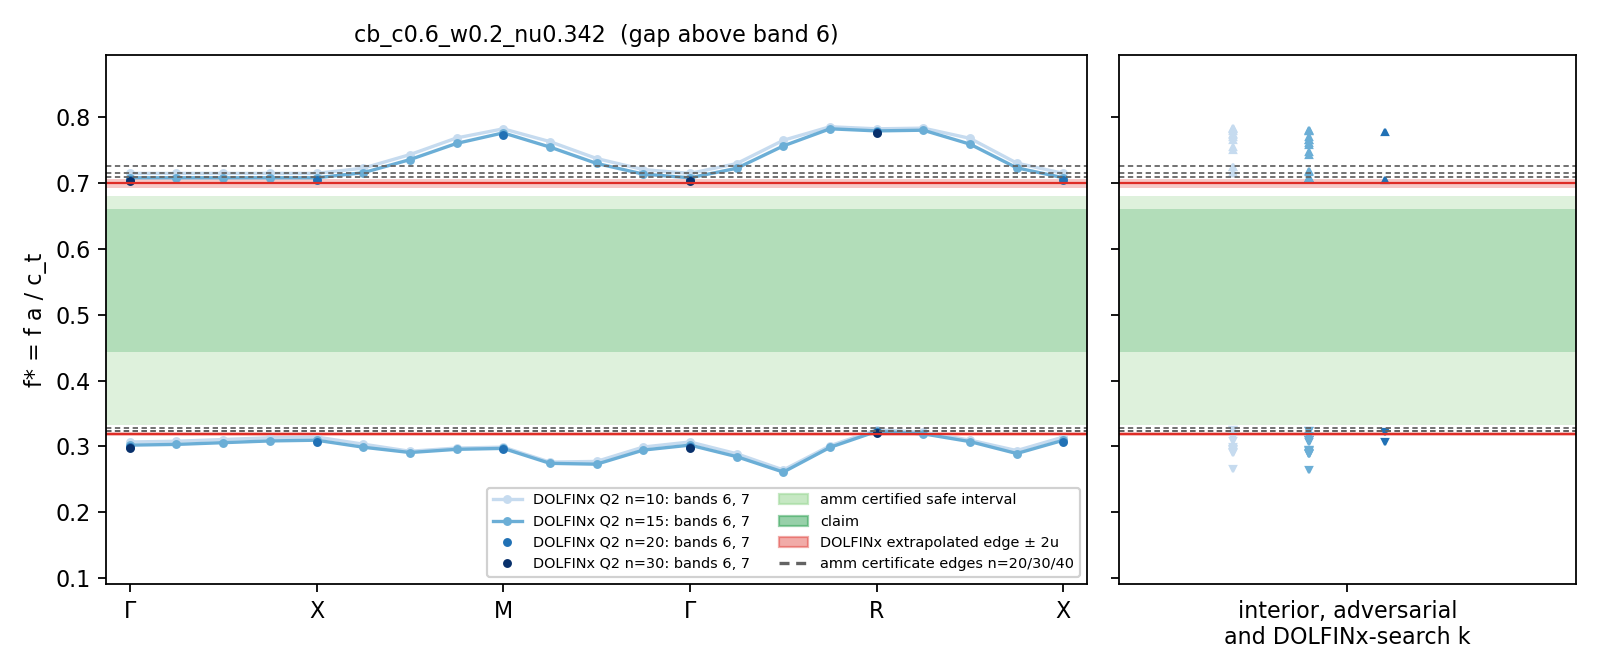 cb_c0.6_w0.2_nu0.342  (gap above band 6)
f* = f a / c_t
0.8
0.7
0.6
0.5
0.4
0.3
0.2
0.1
Γ
X
M
Γ
R
X
DOLFINx Q2 n=10: bands 6, 7
DOLFINx Q2 n=15: bands 6, 7
DOLFINx Q2 n=20: bands 6, 7
DOLFINx Q2 n=30: bands 6, 7
amm certified safe interval
claim
DOLFINx extrapolated edge ± 2u
amm certificate edges n=20/30/40
interior, adversarial
and DOLFINx-search k